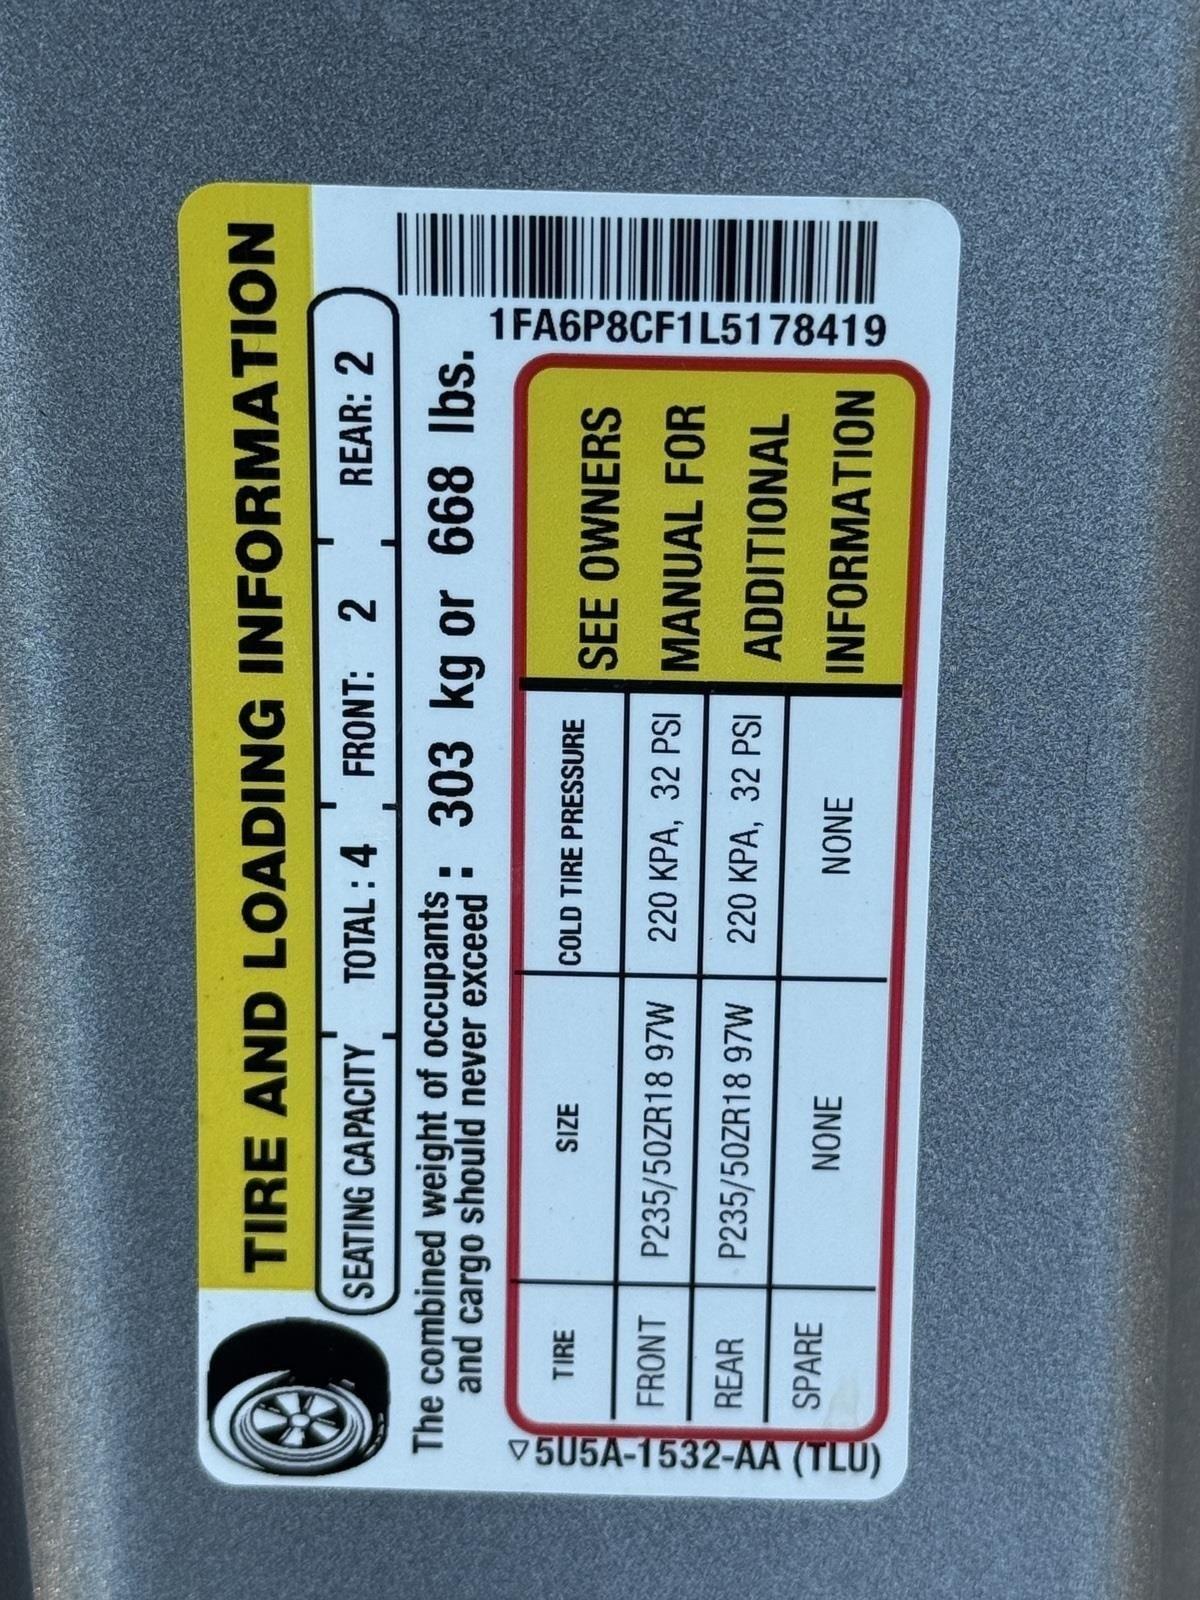 TIRE AND LOADING INFORMATION
SEATING CAPACITY TOTAL : 4 FRONT: 2 REAR: 2
The combined weight of occupants
and cargo should never exceed : 303 kg or 668 lbs.
1FA6P8CF1L5178419
TIRE SIZE COLD TIRE PRESSURE
FRONT P235/50ZR18 97W 220 KPA, 32 PSI
REAR P235/50ZR18 97W 220 KPA, 32 PSI
SPARE NONE NONE
SEE OWNERS
MANUAL FOR
ADDITIONAL
INFORMATION
5U5A-1532-AA (TLU)